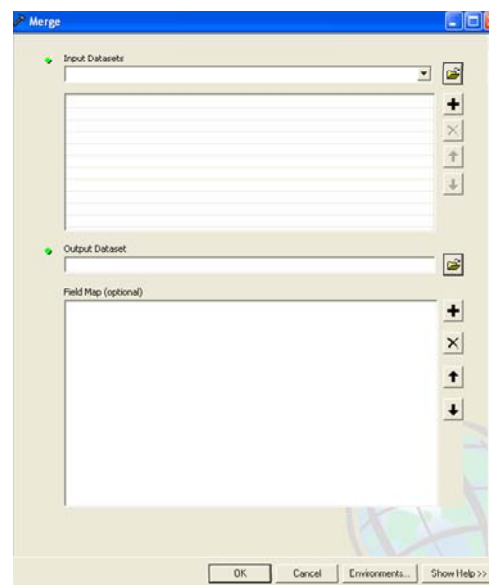 Merge
Input Datasets
Output Dataset
Field Map (optional)
OK
Cancel
Environments...
Show Help >>